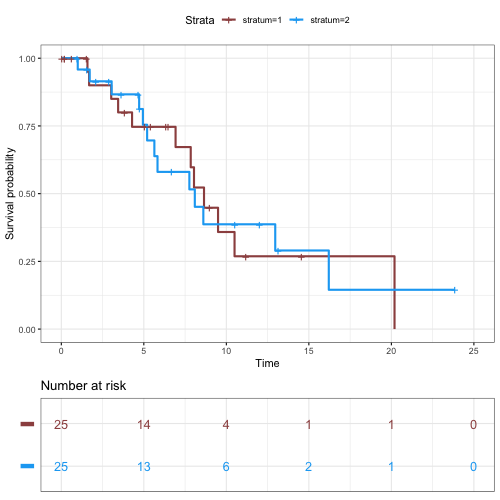 Strata stratum=1 stratum=2
1.00
0.75
0.50
0.25
0.00
Survival probability
0 5 10 15 20 25
Time
Number at risk
25 14 4 1 1 0
25 13 6 2 1 0